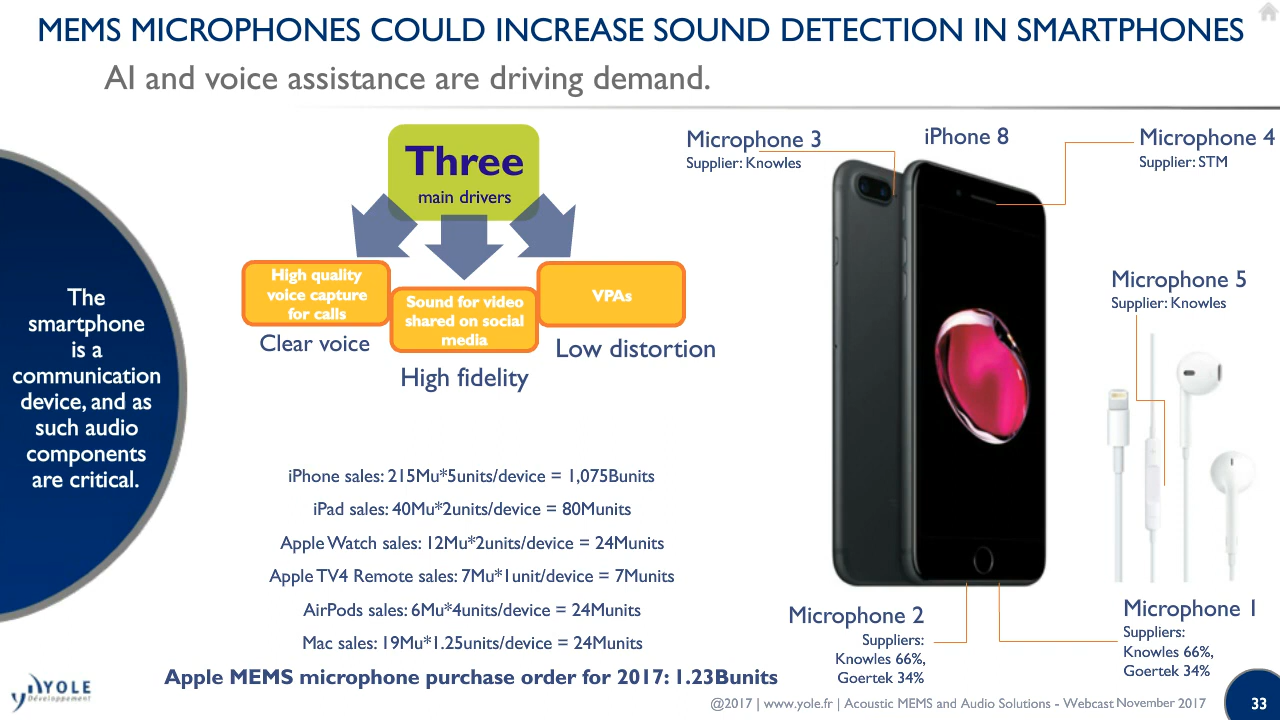 MEMS MICROPHONES COULD INCREASE SOUND DETECTION IN SMARTPHONES
AI and voice assistance are driving demand.
The
smartphone
is a
communication
device, and as
such audio
components
are critical.
Three
main drivers
High quality
voice capture
for calls
Clear voice
Sound for video
shared on social
media
High fidelity
VPAs
Low distortion
iPhone sales: 215Mu*5units/device = 1,075Bunits
iPad sales: 40Mu*2units/device = 80Munits
Apple Watch sales: 12Mu*2units/device = 24Munits
Apple TV4 Remote sales: 7Mu*1unit/device = 7Munits
AirPods sales: 6Mu*4units/device = 24Munits
Mac sales: 19Mu*1.25units/device = 24Munits
Apple MEMS microphone purchase order for 2017: 1.23Bunits
Microphone 3
Supplier: Knowles
iPhone 8
Microphone 4
Supplier: STM
Microphone 5
Supplier: Knowles
Microphone 2
Suppliers:
Knowles 66%,
Goertek 34%
Microphone 1
Suppliers:
Knowles 66%,
Goertek 34%
YOLE
Développement
@2017 | www.yole.fr | Acoustic MEMS and Audio Solutions - Webcast November 2017
33